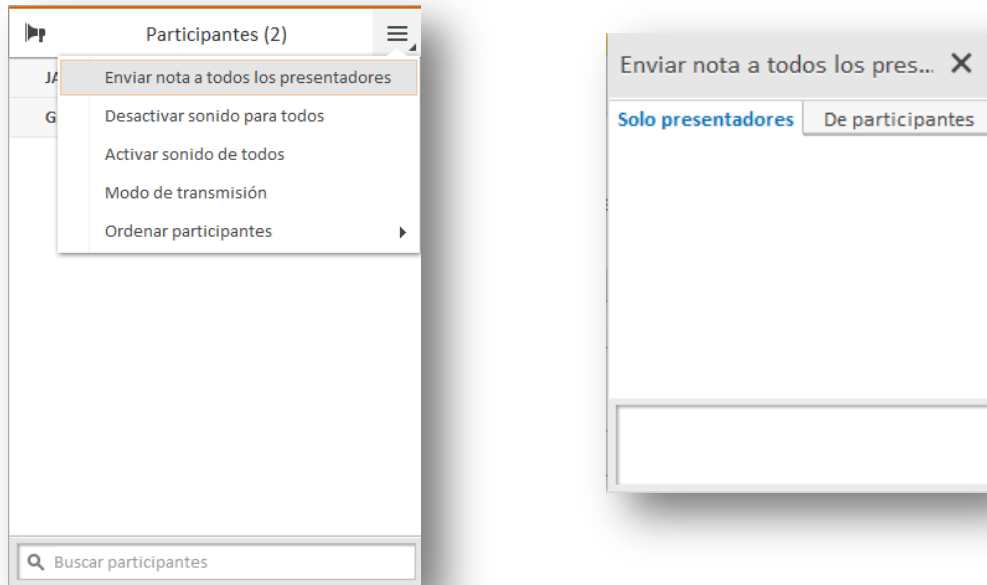 Participantes (2)
JA
Enviar nota a todos los presentadores
G
Desactivar sonido para todos
Activar sonido de todos
Modo de transmisión
Ordenar participantes
Buscar participantes
Enviar nota a todos los pres...
Solo presentadores De participantes